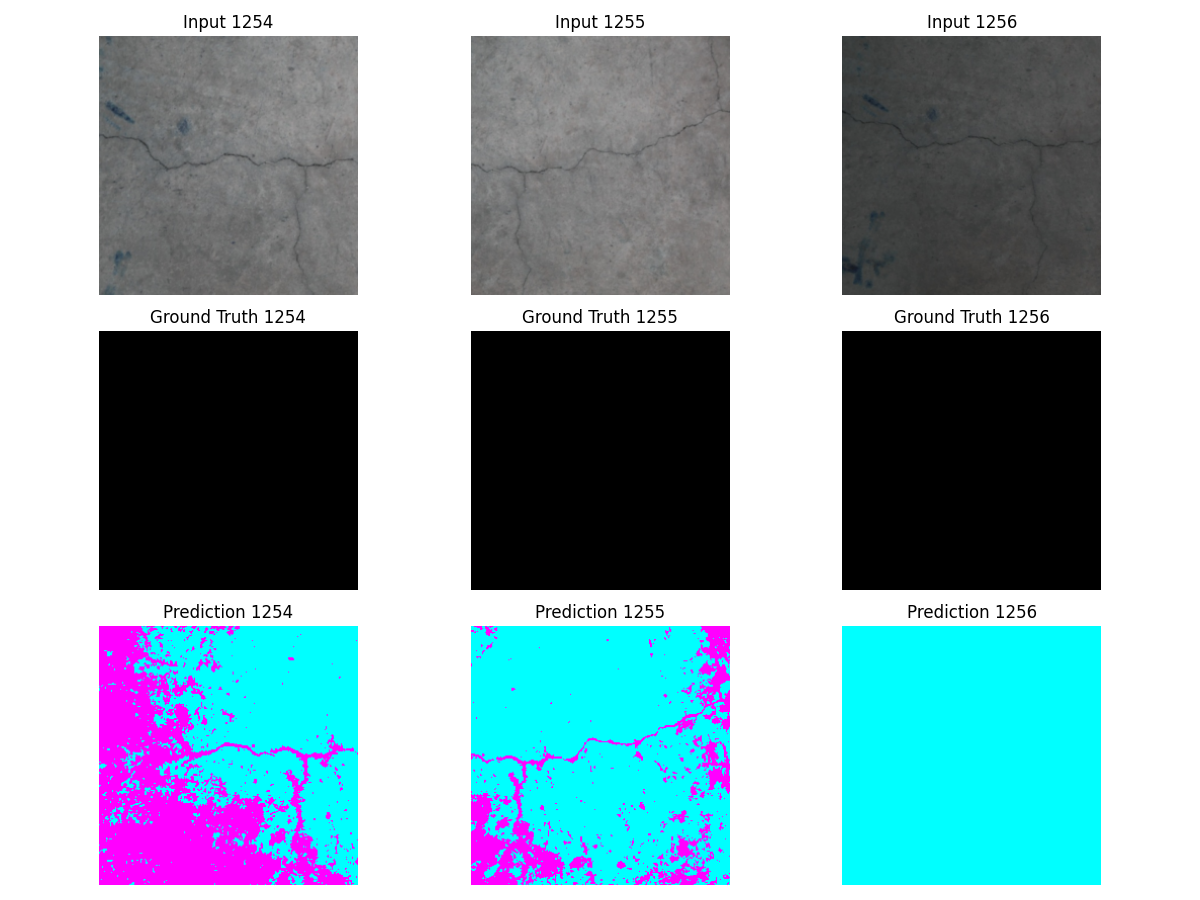 Input 1254
Input 1255
Input 1256
Ground Truth 1254
Ground Truth 1255
Ground Truth 1256
Prediction 1254
Prediction 1255
Prediction 1256